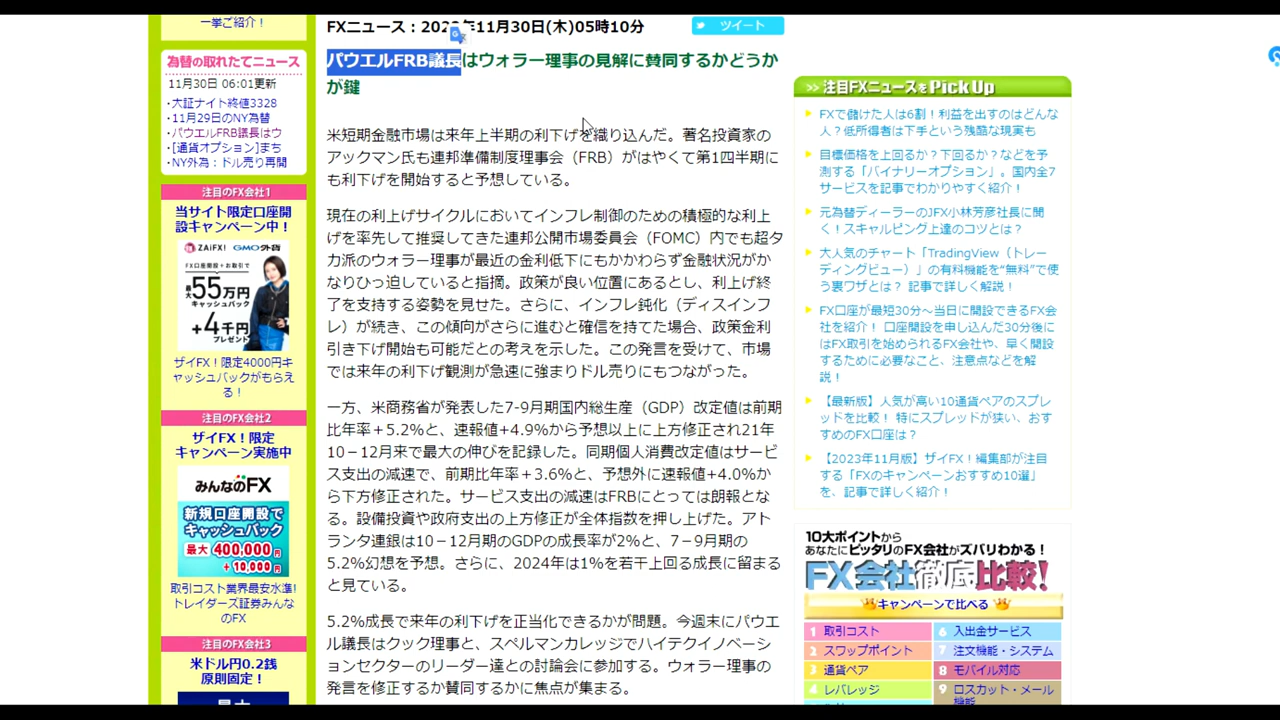 一挙ご紹介！
為替の取れたてニュース
11月30日 06:01更新
・大証ナイト終値3328
・11月29日のNY為替
・パウエルFRB議長はウ
・[通貨オプション]まち
・NY外為：ドル売り再開
注目のFX会社1
当サイト限定口座開
設キャンペーン中！
ZAiFX! GMO外貨
FX口座開設＋お取引で
最大55万円
キャッシュバック
+4千円
プレゼント
ザイFX！限定4000円キ
ャッシュバックがもらえ
る！
注目のFX会社2
ザイFX！限定
キャンペーン実施中
みんなのFX
新規口座開設で
キャッシュバック
最大 400,000円
+10,000円
取引コスト業界最安水準!
トレイダーズ証券みんな
のFX
注目のFX会社3
米ドル円0.2銭
原則固定！
FXニュース：2023年11月30日(木)05時10分
ツイート
パウエルFRB議長はウォラー理事の見解に賛同するかどうか
が鍵
米短期金融市場は来年上半期の利下げを織り込んだ。著名投資家の
アックマン氏も連邦準備制度理事会（FRB）がはやくて第1四半期に
も利下げを開始すると予想している。
現在の利上げサイクルにおいてインフレ制御のための積極的な利上
げを率先して推奨してきた連邦公開市場委員会（FOMC）内でも超タ
カ派のウォラー理事が最近の金利低下にもかかわらず金融状況がか
なりひっ迫していると指摘。政策が良い位置にあるとし、利上げ終
了を支持する姿勢を見せた。さらに、インフレ鈍化（ディスインフ
レ）が続き、この傾向がさらに進むと確信を持てた場合、政策金利
引き下げ開始も可能だとの考えを示した。この発言を受けて、市場
では来年の利下げ観測が急速に強まりドル売りにもつながった。
一方、米商務省が発表した7-9月期国内総生産（GDP）改定値は前期
比年率＋5.2%と、速報値+4.9%から予想以上に上方修正され21年
10－12月来で最大の伸びを記録した。同期個人消費改定値はサービ
ス支出の減速で、前期比年率＋3.6%と、予想外に速報値+4.0%か
ら下方修正された。サービス支出の減速はFRBにとっては朗報とな
る。設備投資や政府支出の上方修正が全体指数を押し上げた。アト
ランタ連銀は10－12月期のGDPの成長率が2%と、7－9月期の
5.2%幻想を予想。さらに、2024年は1%を若干上回る成長に留まる
と見ている。
5.2%成長で来年の利下げを正当化できるかが問題。今週末にパウエ
ル議長はクック理事と、スペルマンカレッジでハイテクイノベーシ
ョンセクターのリーダー達との討論会に参加する。ウォラー理事の
発言を修正するか賛同するかに焦点が集まる。
>> 注目FXニュースをPick Up
FXで儲けた人は6割！利益を出すのはどんな
人？低所得者は下手という残酷な現実も
目標価格を上回るか？下回るか？などを予
測する「バイナリーオプション」。国内全7
サービスを記事でわかりやすく紹介！
元為替ディーラーのJFX小林芳彦社長に聞
く！スキャルピング上達のコツとは？
大人気のチャート「TradingView（トレー
ディングビュー）」の有料機能を“無料”で使
う裏ワザとは？ 記事で詳しく解説！
FX口座が最短30分～当日に開設できるFX会
社を紹介！ 口座開設を申し込んだ30分後に
はFX取引を始められるFX会社や、早く開設
するために必要なこと、注意点などを解
説！
【最新版】人気が高い10通貨ペアのスプレ
ッドを比較！ 特にスプレッドが狭い、おす
すめのFX口座は？
【2023年11月版】ザイFX！編集部が注目
する「FXのキャンペーンおすすめ10選」
を、記事で詳しく紹介！
10大ポイントから
あなたにピッタリのFX会社がズバリわかる！
FX会社徹底比較!
キャンペーンで比べる
1 取引コスト
6 入出金サービス
2 スワップポイント
7 注文機能・システム
3 通貨ペア
8 モバイル対応
4 レバレッジ
9 ロスカット・メール
機能